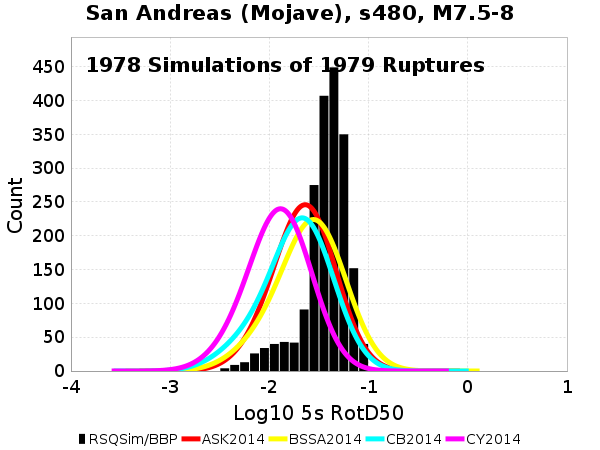 San Andreas (Mojave), s480, M7.5-8
1978 Simulations of 1979 Ruptures
450
400
350
300
250
200
150
100
50
0
Count
-4 -3 -2 -1 0 1
Log10 5s RotD50
RSQSim/BBP ASK2014 BSSA2014 CB2014 CY2014